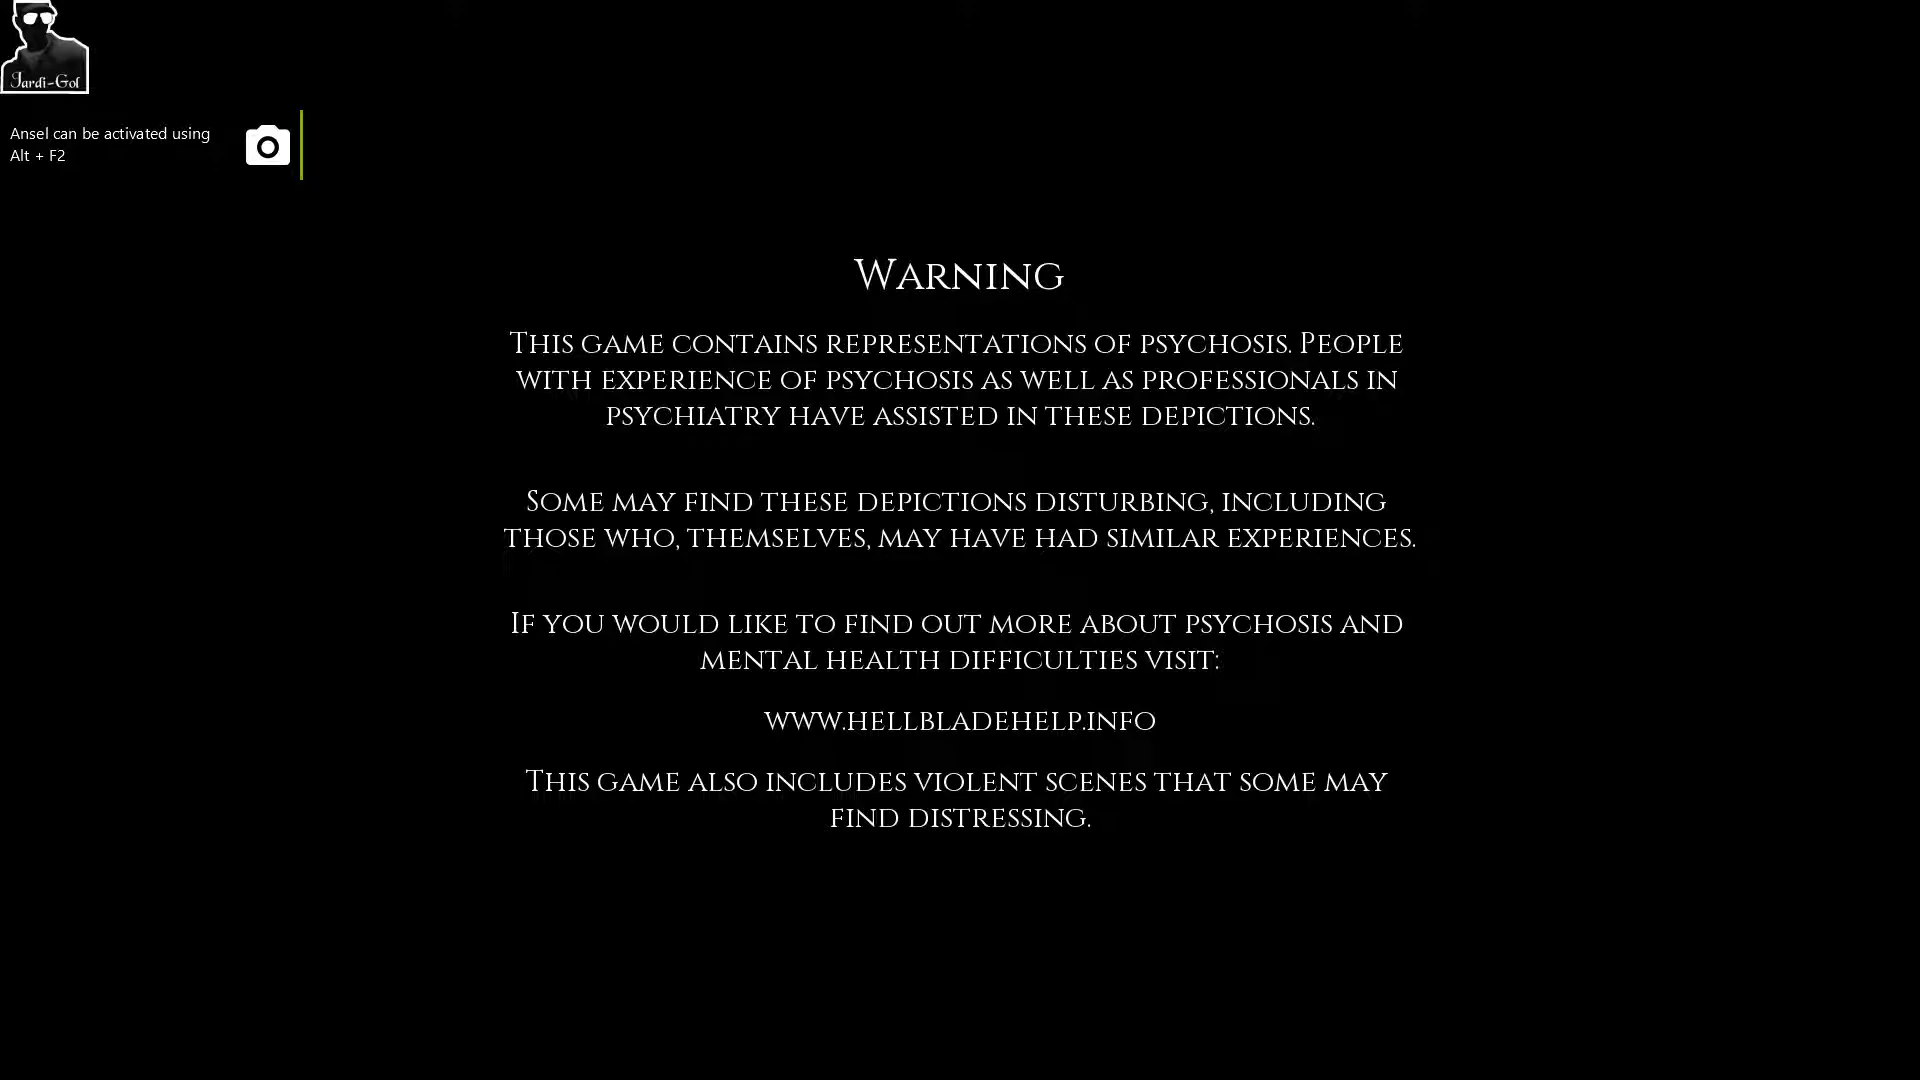 Jardi-Gol
Ansel can be activated using
Alt + F2
Warning
This game contains representations of psychosis. People
with experience of psychosis as well as professionals in
psychiatry have assisted in these depictions.
Some may find these depictions disturbing, including
those who, themselves, may have had similar experiences.
If you would like to find out more about psychosis and
mental health difficulties visit:
www.hellbladehelp.info
This game also includes violent scenes that some may
find distressing.